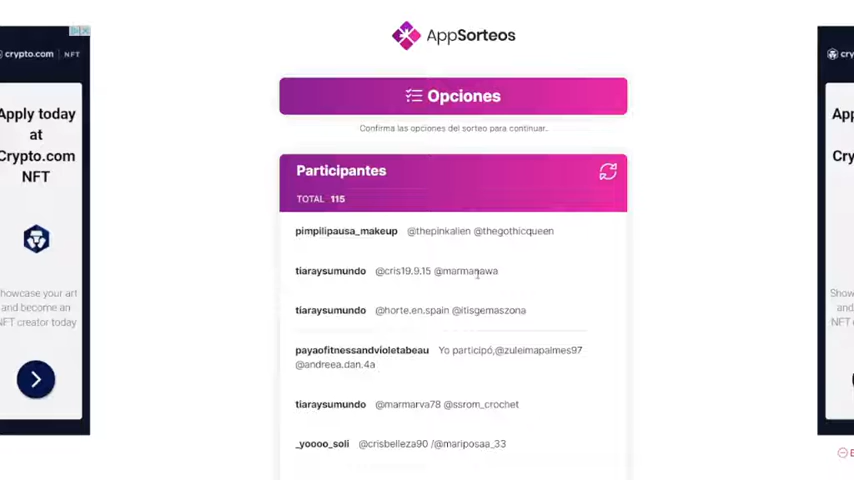 crypto.com | NFT
Apply today
at
Crypto.com
NFT
showcase your art
and become an
NFT creator today
AppSorteos
Opciones
Confirma las opciones del sorteo para continuar.
Participantes
TOTAL 115
pimpilipausa_makeup @thepinkalien @thegothicqueen
tiaraysumundo @cris19.9.15
tiaraysumundo @horte.en.spain @itisgemaszona
payaofitnessandvioletabeau Yo participó,@zuleimapalmes97
@andreea.dan.4a
tiaraysumundo @marmarva78 @ssrom_crochet
_yoooo_soli @crisbelleza90 /@mariposaa_33
cry
App
Cry
Show
and
NFT